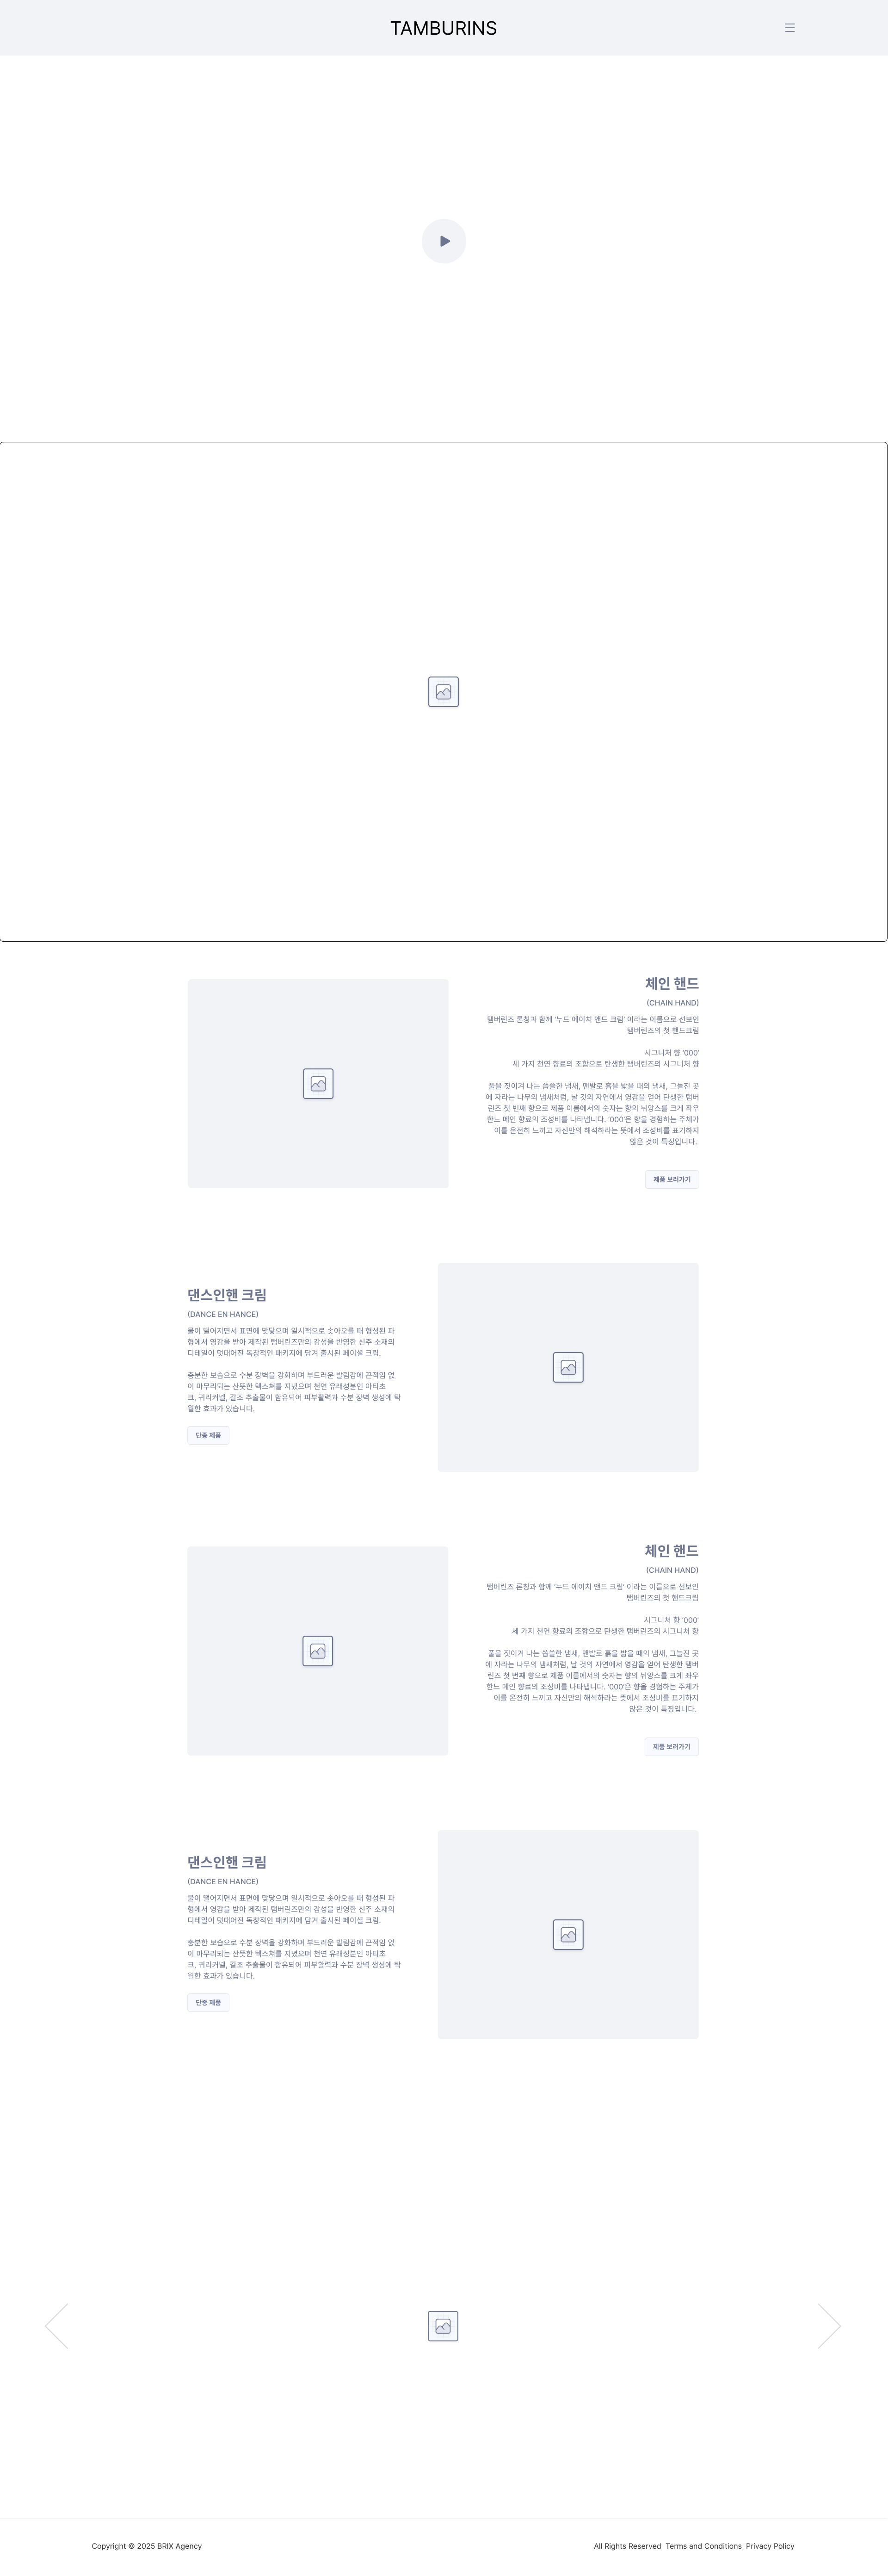 TAMBURINS
체인 핸드
(CHAIN HAND)
탬버린즈 론칭과 함께 '누드 에이치 앤드 크림' 이라는 이름으로 선보인
탬버린즈의 첫 핸드크림
시그니처 향 '000'
세 가지 천연 향료의 조합으로 탄생한 탬버린즈의 시그니처 향
풀을 짓이겨 나는 씁쓸한 냄새, 맨발로 흙을 밟을 때의 냄새, 그늘진 곳
에 자라는 나무의 냄새처럼, 날 것의 자연에서 영감을 얻어 탄생한 탬버
린즈 첫 번째 향으로 제품 이름에서의 숫자는 향의 뉘앙스를 크게 좌우
한느 메인 향료의 조성비를 나타냅니다. '000'은 향을 경험하는 주체가
이를 온전히 느끼고 자신만의 해석하라는 뜻에서 조성비를 표기하지
않은 것이 특징입니다.
제품 보러가기
댄스인핸 크림
(DANCE EN HANCE)
물이 떨어지면서 표면에 맞닿으며 일시적으로 솟아오를 때 형성된 파
형에서 영감을 받아 제작된 탬버린즈만의 감성을 반영한 신주 소재의
디테일이 덧대어진 독창적인 패키지에 담겨 출시된 페이셜 크림.
충분한 보습으로 수분 장벽을 강화하며 부드러운 발림감에 끈적임 없
이 마무리되는 산뜻한 텍스쳐를 지녔으며 천연 유래성분인 아티초
크, 귀리커넬, 갈조 추출물이 함유되어 피부활력과 수분 장벽 생성에 탁
월한 효과가 있습니다.
단종 제품
체인 핸드
(CHAIN HAND)
탬버린즈 론칭과 함께 '누드 에이치 앤드 크림' 이라는 이름으로 선보인
탬버린즈의 첫 핸드크림
시그니처 향 '000'
세 가지 천연 향료의 조합으로 탄생한 탬버린즈의 시그니처 향
풀을 짓이겨 나는 씁쓸한 냄새, 맨발로 흙을 밟을 때의 냄새, 그늘진 곳
에 자라는 나무의 냄새처럼, 날 것의 자연에서 영감을 얻어 탄생한 탬버
린즈 첫 번째 향으로 제품 이름에서의 숫자는 향의 뉘앙스를 크게 좌우
한느 메인 향료의 조성비를 나타냅니다. '000'은 향을 경험하는 주체가
이를 온전히 느끼고 자신만의 해석하라는 뜻에서 조성비를 표기하지
않은 것이 특징입니다.
제품 보러가기
댄스인핸 크림
(DANCE EN HANCE)
물이 떨어지면서 표면에 맞닿으며 일시적으로 솟아오를 때 형성된 파
형에서 영감을 받아 제작된 탬버린즈만의 감성을 반영한 신주 소재의
디테일이 덧대어진 독창적인 패키지에 담겨 출시된 페이셜 크림.
충분한 보습으로 수분 장벽을 강화하며 부드러운 발림감에 끈적임 없
이 마무리되는 산뜻한 텍스쳐를 지녔으며 천연 유래성분인 아티초
크, 귀리커넬, 갈조 추출물이 함유되어 피부활력과 수분 장벽 생성에 탁
월한 효과가 있습니다.
단종 제품
Copyright © 2025 BRIX Agency
All Rights Reserved Terms and Conditions Privacy Policy